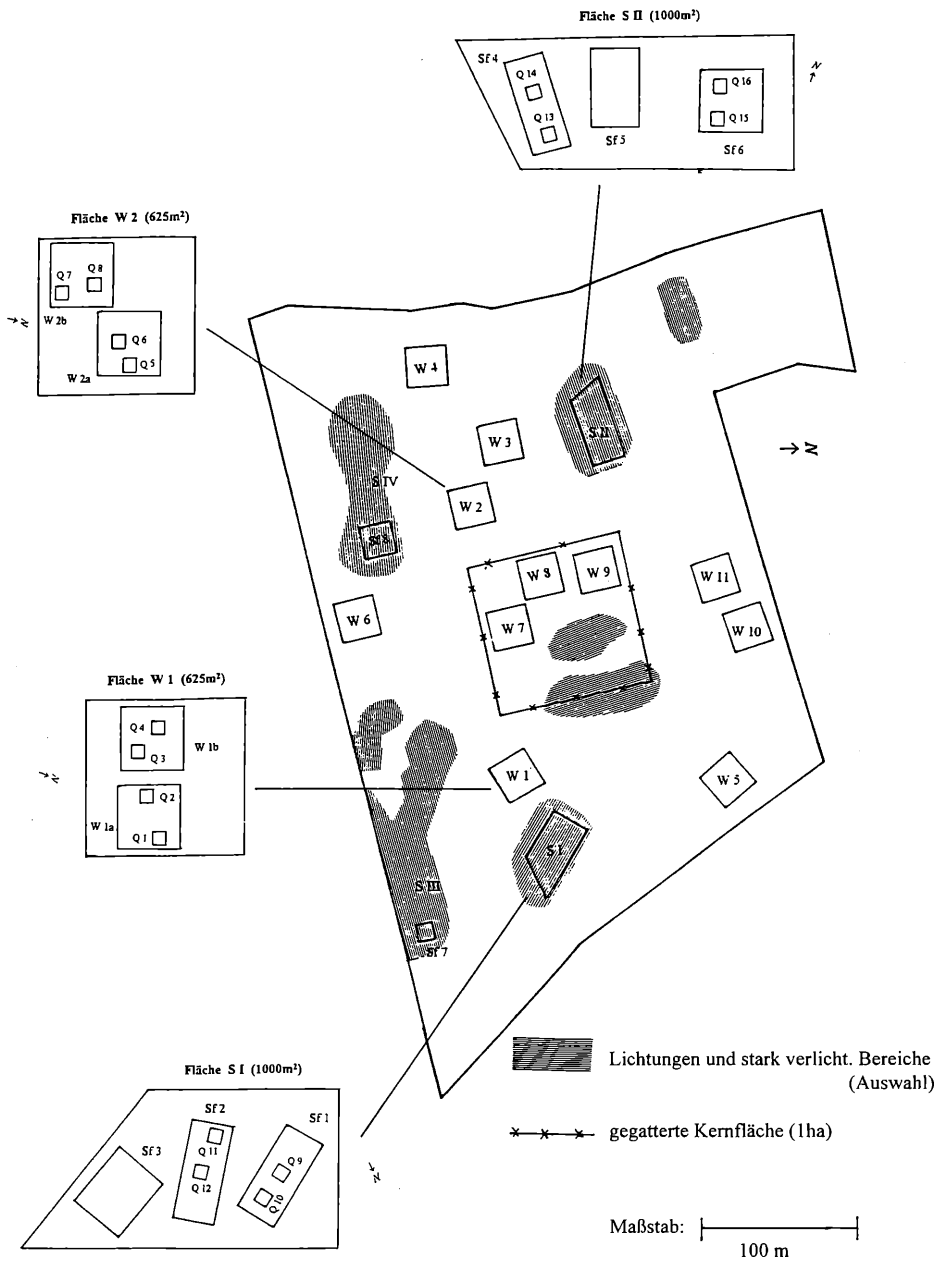 Fläche S II (1000m²)
Sf 4
Q 14
Q 13
Sf 5
Q 16
Q 15
Sf 6
N
Fläche W 2 (625m²)
Q 7
Q 8
W 2b
Q 6
Q 5
W 2a
N
W 4
W 3
S II
N
S IV
W 2
Sf 8
W 8
W 9
W 11
W 6
W 7
W 10
Fläche W 1 (625m²)
Q 4
Q 3
W 1b
Q 2
W 1a
Q 1
N
W 1
W 5
S I
S III
Sf 7
Lichtungen und stark verlicht. Bereiche
(Auswahl)
gegatterte Kernfläche (1ha)
Fläche S I (1000m²)
Sf 3
Sf 2
Q 11
Q 12
Sf 1
Q 9
Q 10
N
Maßstab:
100 m